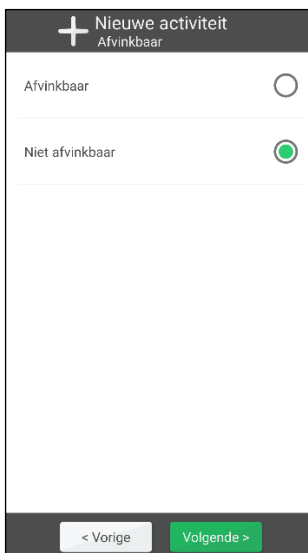 Nieuwe activiteit
Afvinkbaar
Afvinkbaar
Niet afvinkbaar
< Vorige
Volgende >